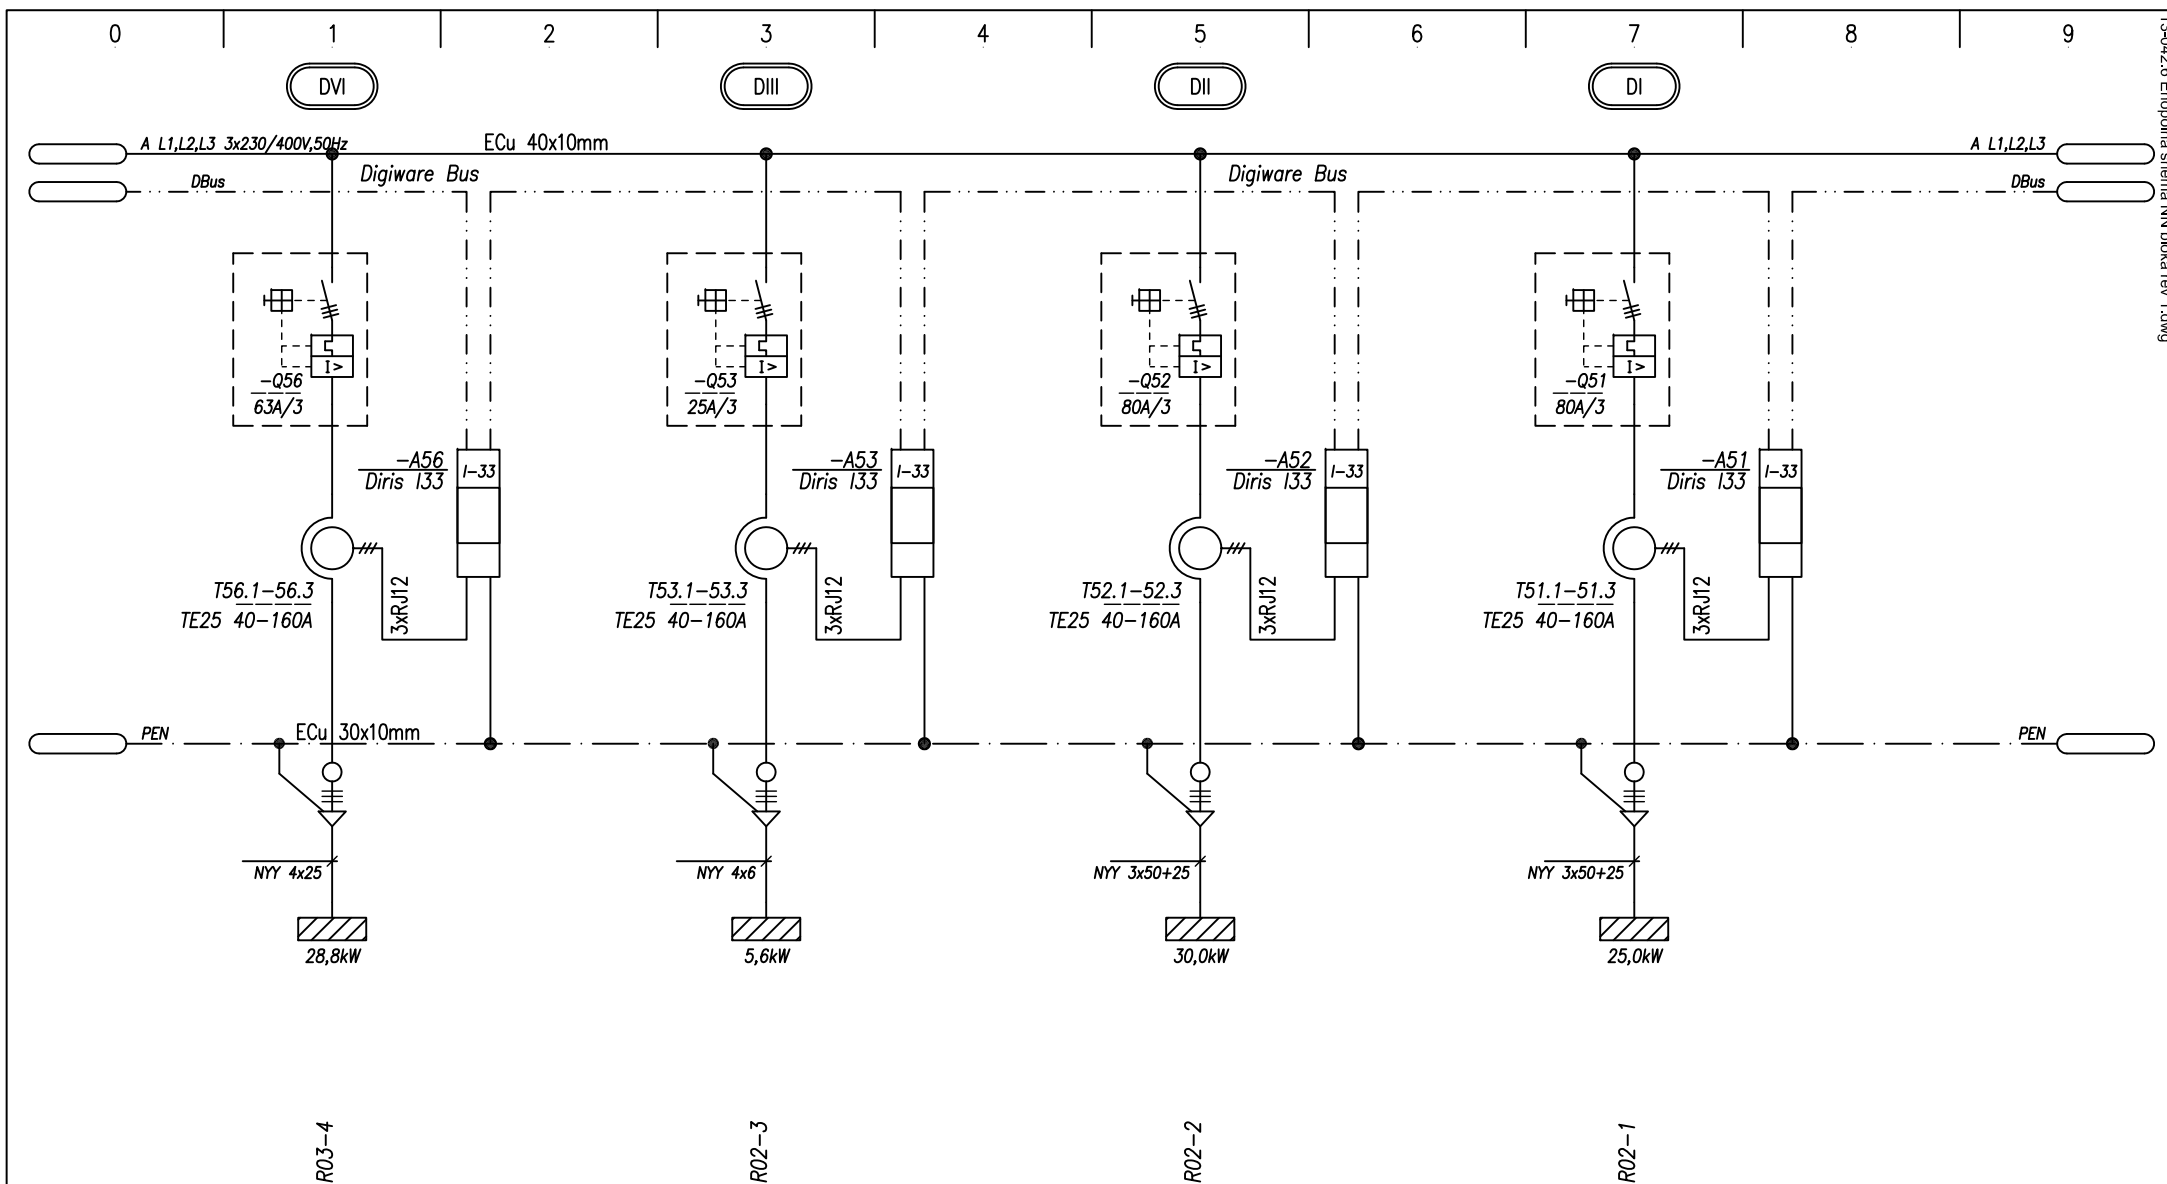 0 1 2 3 4 5 6 7 8 9
DVI DIII DII DI
A L1,L2,L3 3x230/400V,50Hz ECu 40x10mm A L1,L2,L3
Digiware Bus Digiware Bus
DBus DBus
-Q56 -Q53 -Q52 -Q51
63A/3 25A/3 80A/3 80A/3
I> I> I> I>
-A56 I-33 -A53 I-33 -A52 I-33 -A51 I-33
Diris I33 Diris I33 Diris I33 Diris I33
T56.1-56.3 T53.1-53.3 T52.1-52.3 T51.1-51.3
TE25 40-160A TE25 40-160A TE25 40-160A TE25 40-160A
3xRJ12 3xRJ12 3xRJ12 3xRJ12
PEN ECu 30x10mm PEN
NYY 4x25 NYY 4x6 NYY 3x50+25 NYY 3x50+25
28,8kW 5,6kW 30,0kW 25,0kW
R03-4 R02-3 R02-2 R02-1